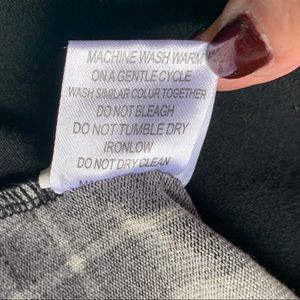 MACHINE WASH WARM
ON A GENTLE CYCLE
WASH SIMILAR COLUR TOGETHER
DO NOT BLEAGH
DO NOT TUMBLE DRY
IRONLOW
DO NOT DRY CLEAN